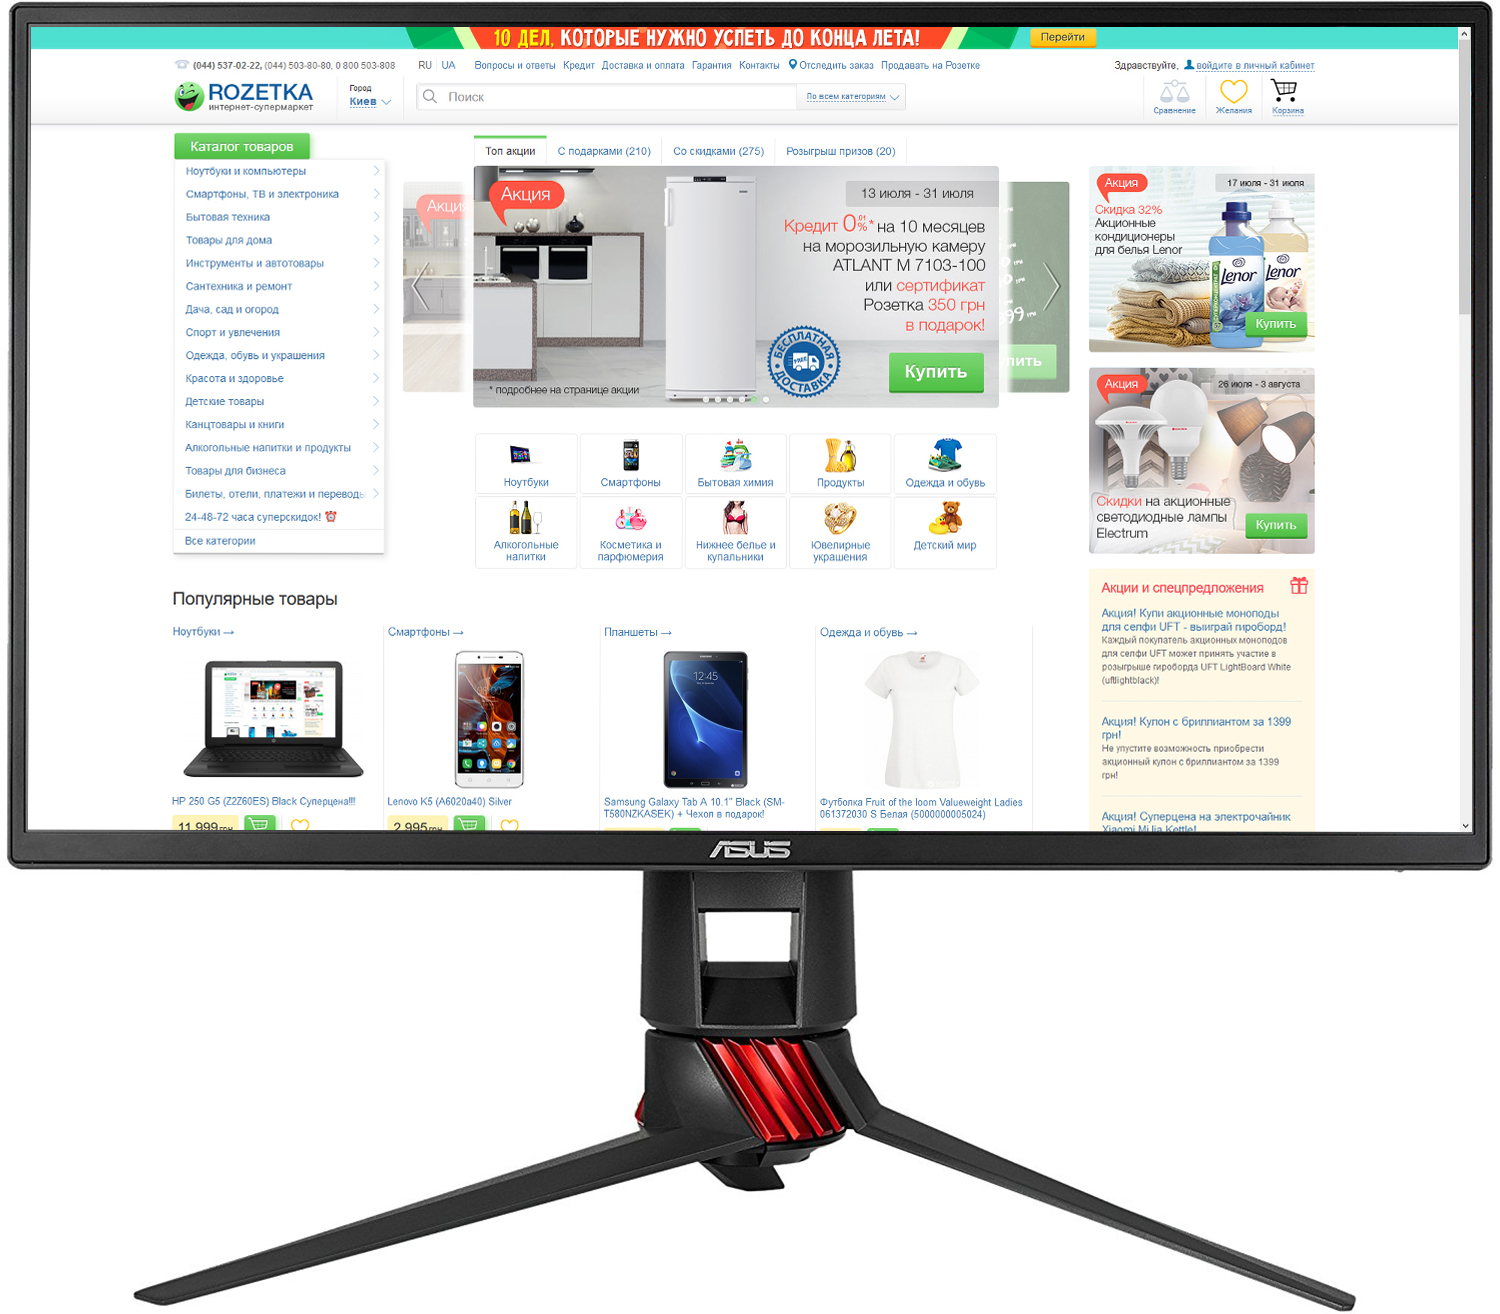 10 ДЕЛ, КОТОРЫЕ НУЖНО УСПЕТЬ ДО КОНЦА ЛЕТА!
Перейти
(044) 537-02-22, (044) 503-80-80, 0 800 503-808
RU UA
Вопросы и ответы Кредит Доставка и оплата Гарантия Контакты Отследить заказ Продавать на Розетке
Здравствуйте, войдите в личный кабинет
ROZETKA
интернет-супермаркет
Город
Киев
Поиск
По всем категориям
Сравнение
Желания
Корзина
Каталог товаров
Ноутбуки и компьютеры
Смартфоны, ТВ и электроника
Бытовая техника
Товары для дома
Инструменты и автотовары
Сантехника и ремонт
Дача, сад и огород
Спорт и увлечения
Одежда, обувь и украшения
Красота и здоровье
Детские товары
Канцтовары и книги
Алкогольные напитки и продукты
Товары для бизнеса
Билеты, отели, платежи и переводы
24-48-72 часа суперскидок!
Все категории
Топ акции
С подарками (210)
Со скидками (275)
Розыгрыш призов (20)
Акция
Акция
13 июля - 31 июля
Кредит 0,01%* на 10 месяцев
на морозильную камеру
ATLANT М 7103-100
или сертификат
Розетка 350 грн
в подарок!
БЕСПЛАТНАЯ
FREE
ДОСТАВКА
Купить
* подробнее на странице акции
Ноутбуки
Смартфоны
Бытовая химия
Продукты
Одежда и обувь
Алкогольные
напитки
Косметика и
парфюмерия
Нижнее белье и
купальники
Ювелирные
украшения
Детский мир
Акция
17 июля - 31 июля
Скидка 32%
Акционные
кондиционеры
для белья Lenor
Lenor
Lenor
Купить
Акция
26 июля - 3 августа
Скидки на акционные
светодиодные лампы
Electrum
Купить
Акции и спецпредложения
Акция! Купи акционные моноподы
для селфи UFT - выиграй гироборд!
Каждый покупатель акционных моноподов
для селфи UFT может принять участие в
розыгрыше гироборда UFT LightBoard White
(uftlightblack)!
Акция! Купон с бриллиантом за 1399
грн!
Не упустите возможность приобрести
акционный купон с бриллиантом за 1399
грн!
Акция! Суперцена на электрочайник
Xiaomi MiJia Kettle!
Популярные товары
Ноутбуки →
Смартфоны →
Планшеты →
Одежда и обувь →
12:45
HP 250 G5 (Z2Z60ES) Black Суперцена!!!
11 999 грн
Lenovo K5 (A6020a40) Silver
2 995 грн
Samsung Galaxy Tab A 10.1" Black (SM-
T580NZKASEK) + Чехол в подарок!
Футболка Fruit of the loom Valueweight Ladies
061372030 S Белая (5000000005024)
ASUS